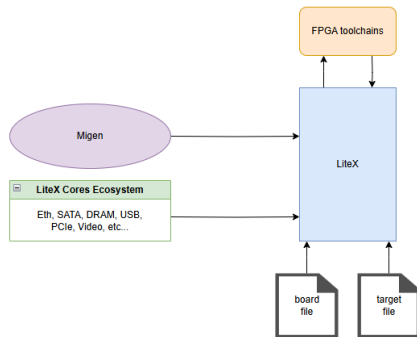 FPGA toolchains
Migen
LiteX
LiteX Cores Ecosystem
Eth, SATA, DRAM, USB,
PCIe, Video, etc...
board
file
target
file